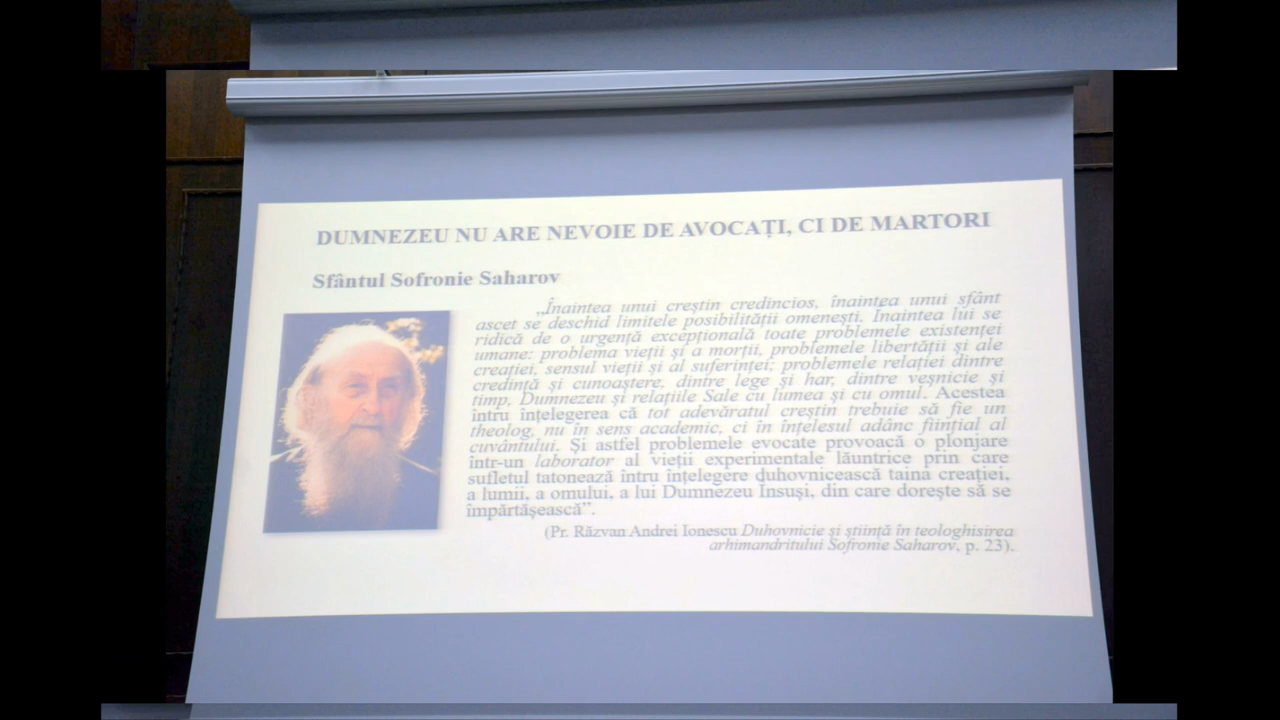 DUMNEZEU NU ARE NEVOIE DE AVOCAȚI, CI DE MARTORI
Sfântul Sofronie Saharov
„Înaintea unui creștin credincios, înaintea unui sfânt
ascet se deschid limitele posibilității omenești. Înaintea lui se
ridică de o urgență excepțională toate problemele existenței
umane: problema vieții și a morții, problemele libertății și ale
creației, sensul vieții și al suferinței; problemele relației dintre
credință și cunoaștere, dintre lege și har, dintre veșnicie și
timp, Dumnezeu și relațiile Sale cu lumea și cu omul. Acestea
întru înțelegerea că tot adevăratul creștin trebuie să fie un
theolog, nu în sens academic, ci în înțelesul adânc ființial al
cuvântului. Și astfel problemele evocate provoacă o plonjare
într-un laborator al vieții experimentale lăuntrice prin care
sufletul tatonează întru înțelegere duhovnicească taina creației,
a lumii, a omului, a lui Dumnezeu Însuși, din care dorește să se
împărtășească”.
(Pr. Răzvan Andrei Ionescu Duhovnicie și știință în teologhisirea
arhimandritului Sofronie Saharov, p. 23).